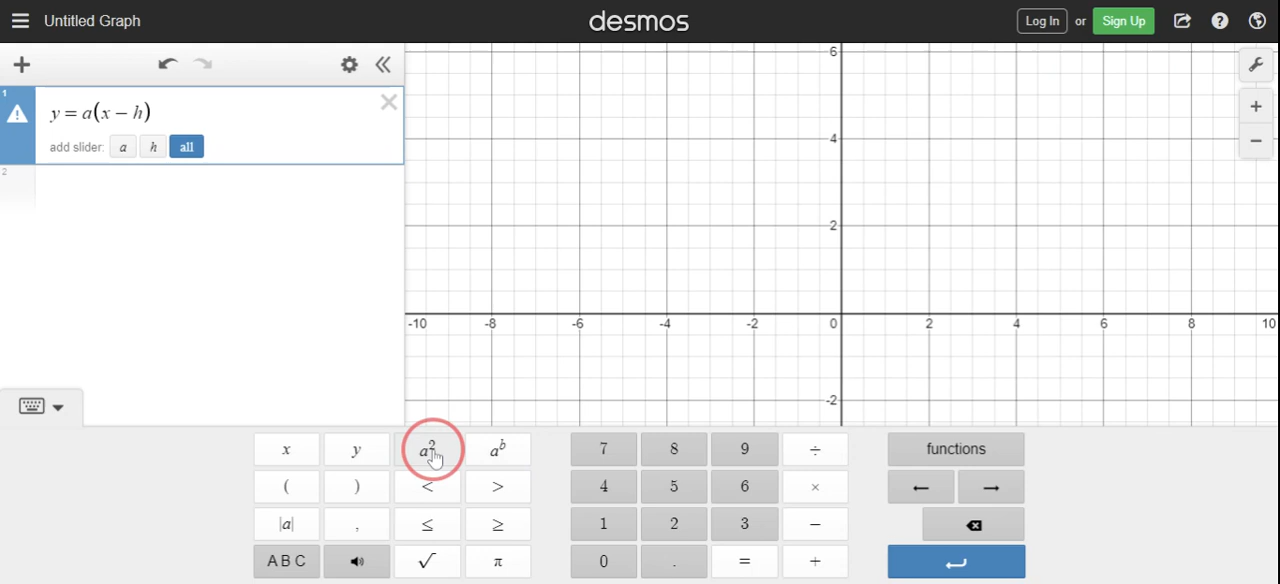 Untitled Graph
desmos
Log In or Sign Up
1
y = a(x − h)
add slider: a h all
2
6
4
2
-10 -8 -6 -4 -2 0 2 4 6 8 10
-2
x y a² aᵇ 7 8 9 ÷ functions
( ) < > 4 5 6 × ← →
|a| , ≤ ≥ 1 2 3 −
A B C √ π 0 . = +